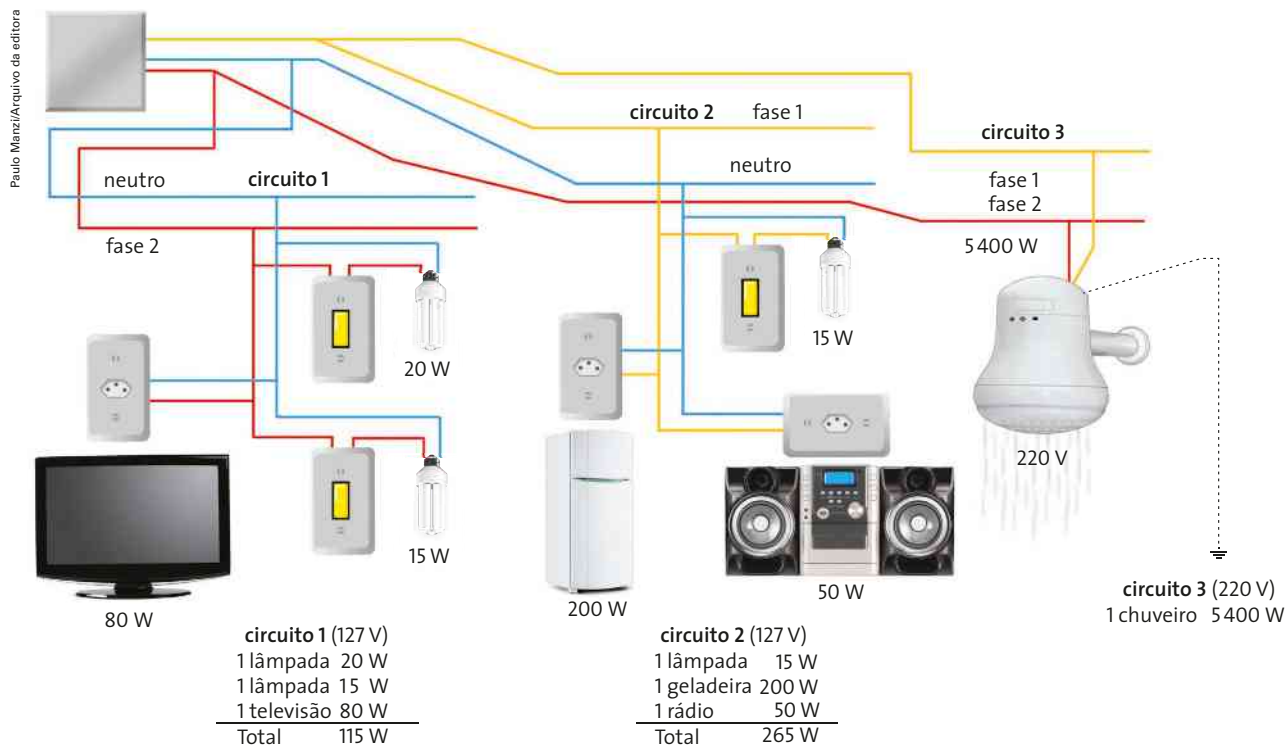 Paulo Manzi/Arquivo da editora
circuito 2 fase 1
circuito 3
neutro circuito 1
neutro
fase 1
fase 2
fase 2
5 400 W
20 W
15 W
220 V
15 W
80 W
200 W
50 W
circuito 1 (127 V)
1 lâmpada 20 W
1 lâmpada 15 W
1 televisão 80 W
Total 115 W
circuito 2 (127 V)
1 lâmpada 15 W
1 geladeira 200 W
1 rádio 50 W
Total 265 W
circuito 3 (220 V)
1 chuveiro 5 400 W